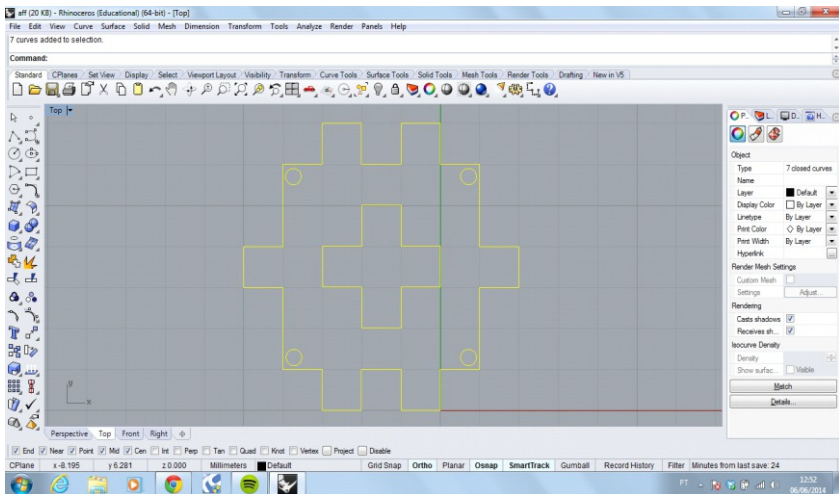 aff (20 KB) - Rhinoceros (Educational) (64-bit) - [Top]
File Edit View Curve Surface Solid Mesh Dimension Transform Tools Analyze Render Panels Help
7 curves added to selection.
Command:
Standard CPlanes Set View Display Select Viewport Layout Visibility Transform Curve Tools Surface Tools Solid Tools Mesh Tools Render Tools Drafting New in V5
Top
P.. L.. D.. H..
Object
Type 7 closed curves
Name
Layer Default
Display Color By Layer
Linetype By Layer
Print Color By Layer
Print Width By Layer
Hyperlink
Render Mesh Settings
Custom Mesh
Settings Adjust...
Rendering
Casts shadows
Receives sh...
Isocurve Density
Density
Show surfac... Visible
Match
Details...
y
x
Perspective Top Front Right
End Near Point Mid Cen Int Perp Tan Quad Knot Vertex Project Disable
CPlane x -8.195 y 6.281 z 0.000 Millimeters Default Grid Snap Ortho Planar Osnap SmartTrack Gumball Record History Filter Minutes from last save: 24
PT 12:52
06/06/2014